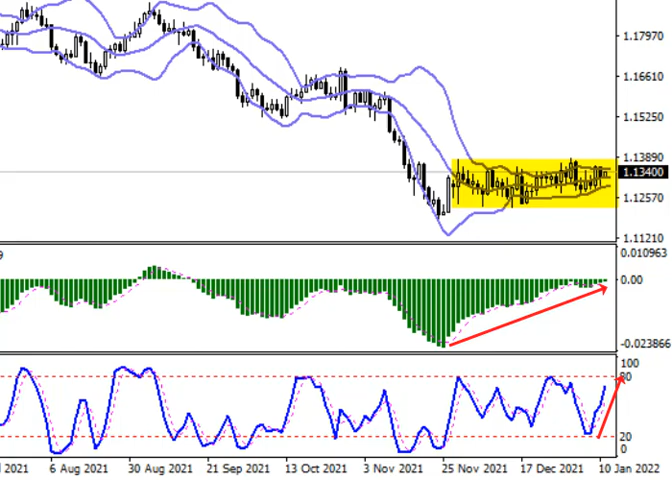 1.17970
1.16610
1.15250
1.13890
1.13400
1.12570
1.11210
9
0.010963
0.00
-0.023866
100
80
20
0
2021
6 Aug 2021
30 Aug 2021
21 Sep 2021
13 Oct 2021
3 Nov 2021
25 Nov 2021
17 Dec 2021
10 Jan 2022